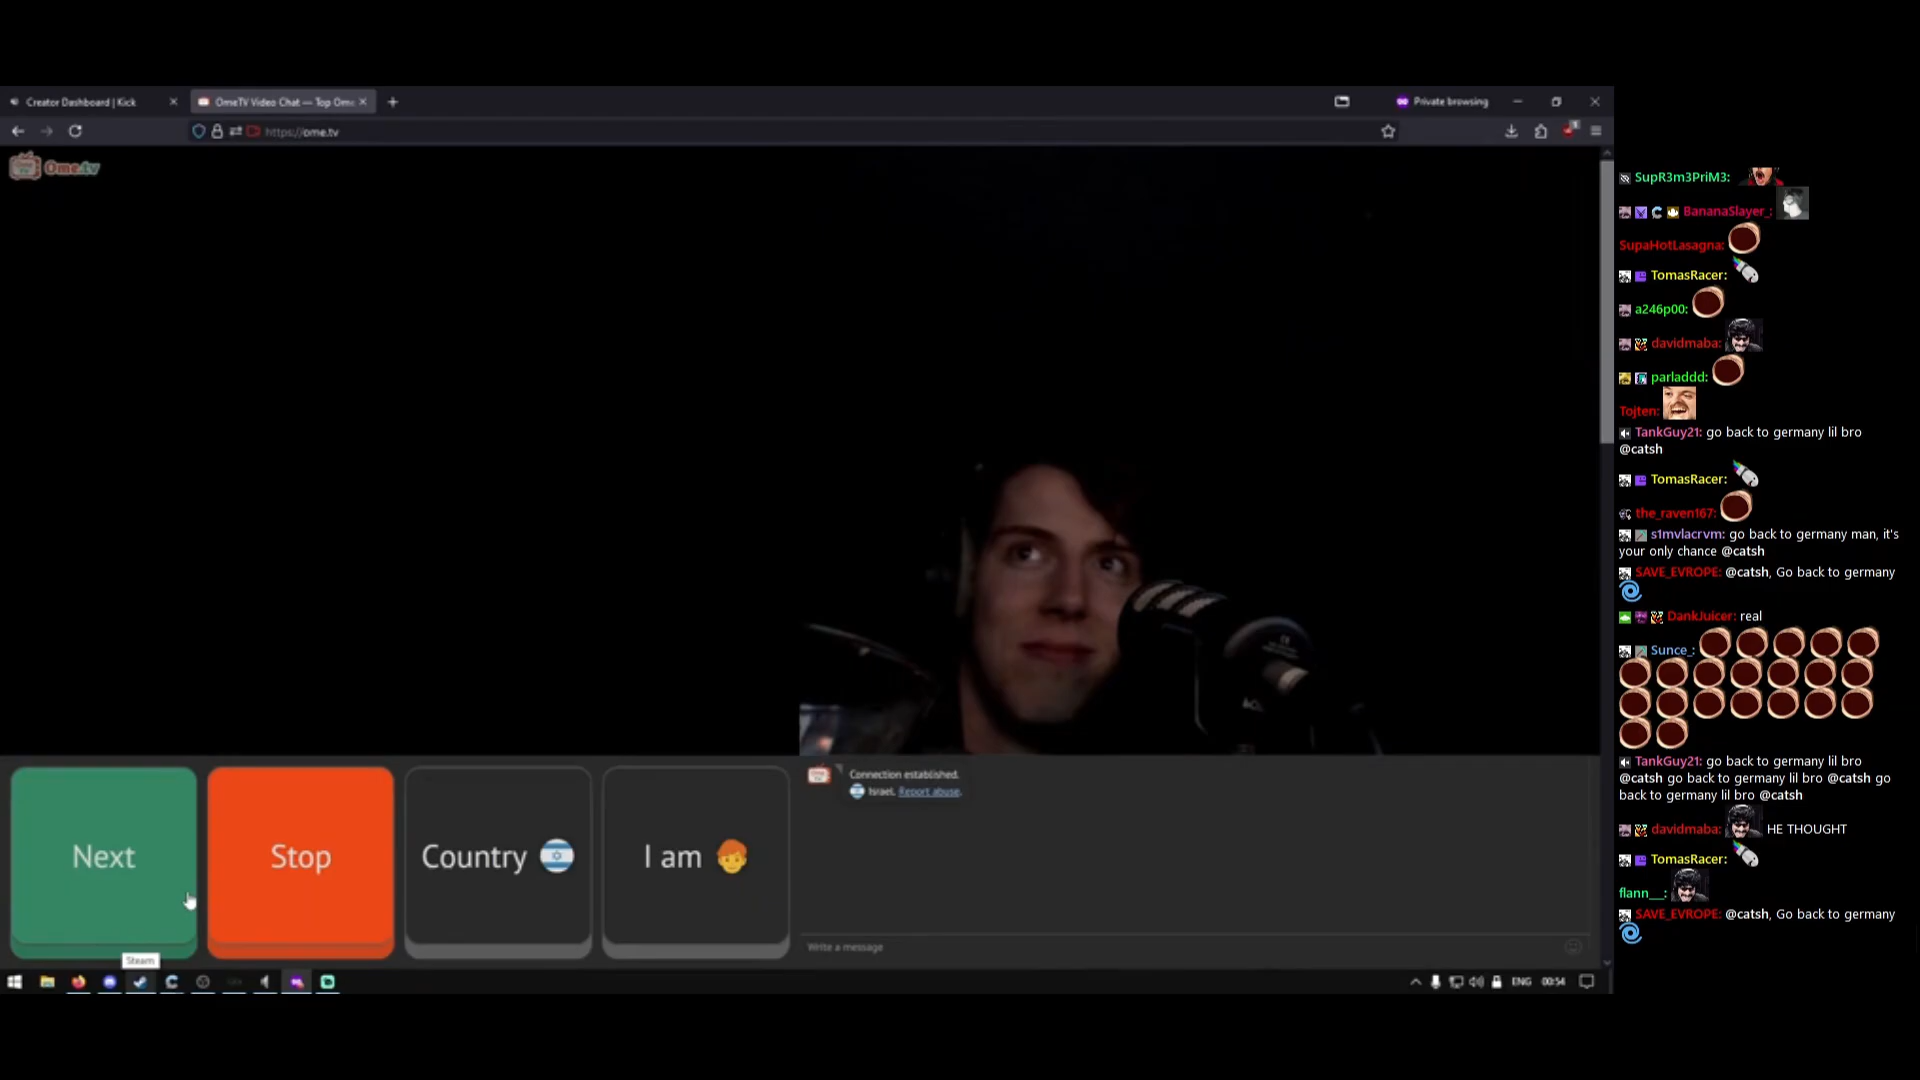 Creator Dashboard | Kick
OmeTV Video Chat — Top Ome
Private browsing
https://ome.tv
Ome.tv
SupR3m3PriM3:
BananaSlayer_:
SupaHotLasagna:
TomasRacer:
a246p00:
davidmaba:
parladdd:
Tojten:
TankGuy21: go back to germany lil bro
@catsh
TomasRacer:
the_raven167:
s1mvlacrvm: go back to germany man, it's
your only chance @catsh
SAVE_EVROPE: @catsh, Go back to germany
DankJuicer: real
Sunce_:
TankGuy21: go back to germany lil bro
@catsh go back to germany lil bro @catsh go
back to germany lil bro @catsh
davidmaba: HE THOUGHT
TomasRacer:
flann__:
SAVE_EVROPE: @catsh, Go back to germany
Connection established.
Israel. Report abuse.
Next
Stop
Country
I am
Write a message
Steam
ENG
00:54